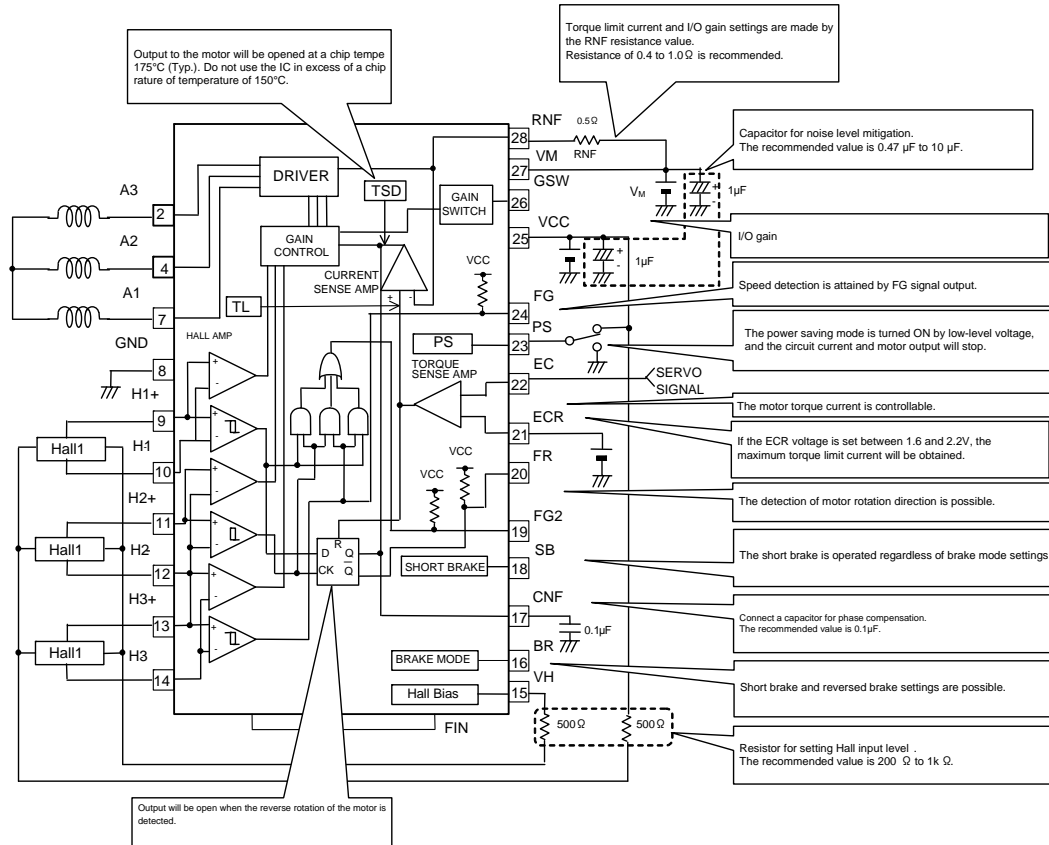 Output to the motor will be opened at a chip tempe
175°C (Typ.). Do not use the IC in excess of a chip
rature of temperature of 150°C.
Torque limit current and I/O gain settings are made by
the RNF resistance value.
Resistance of 0.4 to 1.0Ω is recommended.
RNF
0.5Ω
28
RNF
Capacitor for noise level mitigation.
The recommended value is 0.47 µF to 10 µF.
VM
27
GSW
DRIVER
TSD
GAIN
SWITCH
26
VM
+
-
1µF
A3
2
VCC
25
I/O gain
GAIN
CONTROL
CURRENT
SENSE AMP
+
-
VCC
+
-
1µF
A2
4
TL
FG
24
Speed detection is attained by FG signal output.
A1
7
PS
PS
23
The power saving mode is turned ON by low-level voltage,
and the circuit current and motor output will stop.
GND
8
HALL AMP
TORQUE
SENSE AMP
EC
22
SERVO
SIGNAL
The motor torque current is controllable.
H1+
9
+
-
ECR
21
If the ECR voltage is set between 1.6 and 2.2V, the
maximum torque limit current will be obtained.
Hall1
H1-
10
+
-
FR
20
VCC
VCC
The detection of motor rotation direction is possible.
H2+
11
+
-
FG2
19
Hall1
H2-
12
+
-
R
D
Q
CK
Q
SHORT BRAKE
SB
18
The short brake is operated regardless of brake mode settings
H3+
13
+
-
CNF
17
0.1µF
Connect a capacitor for phase compensation.
The recommended value is 0.1µF.
Hall1
H3
14
+
-
BRAKE MODE
BR
16
Short brake and reversed brake settings are possible.
Hall Bias
VH
15
FIN
500Ω
500Ω
Resistor for setting Hall input level .
The recommended value is 200 Ω to 1k Ω.
Output will be open when the reverse rotation of the motor is
detected.